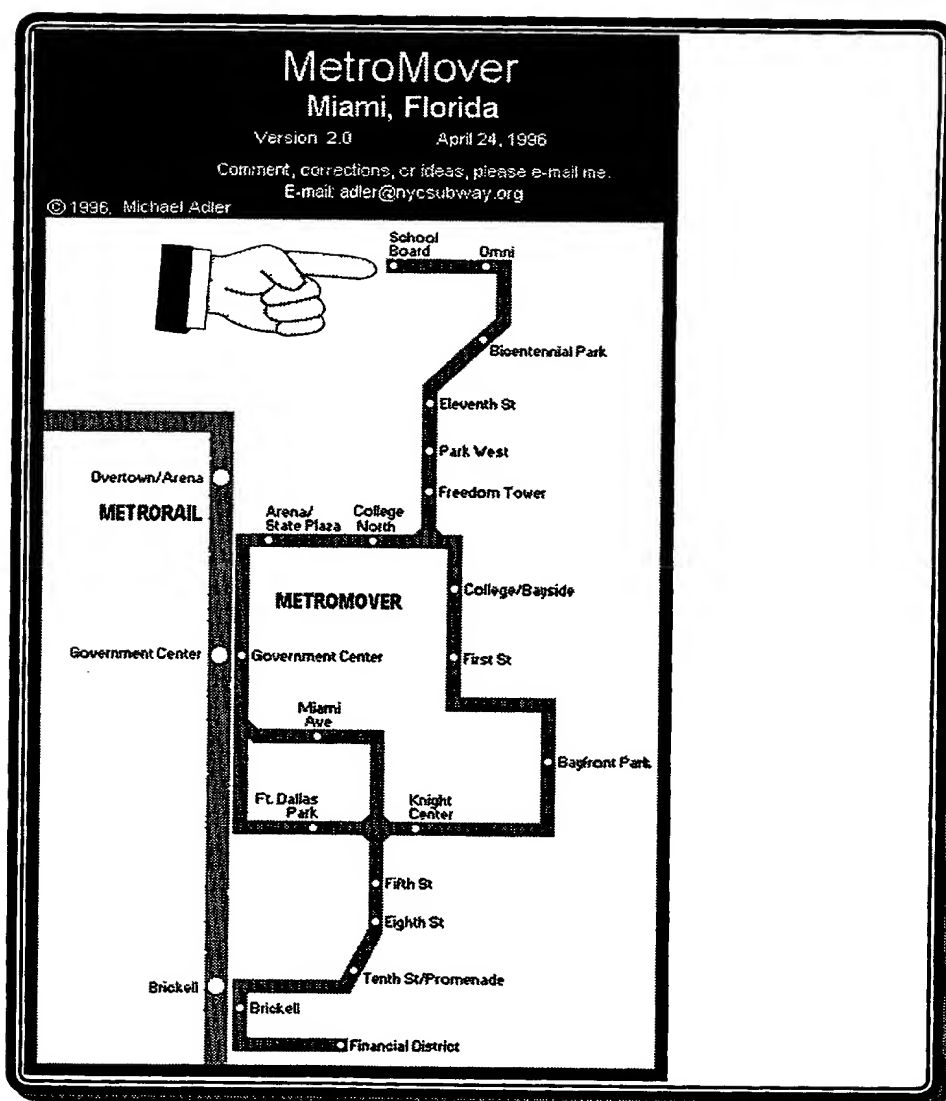 MetroMover
Miami, Florida
Version 2.0 April 24, 1996
Comment, corrections, or ideas, please e-mail me.
E-mail: adler@nycsubway.org
© 1996, Michael Adler
School
Board
Omni
Bicentennial Park
Eleventh St
Park West
Overtown/Arena
Freedom Tower
METRORAIL
Arena/
State Plaza
College
North
College/Bayside
METROMOVER
Government Center
Government Center
First St
Miami
Ave
Bayfront Park
Ft. Dallas
Park
Knight
Center
Fifth St
Eighth St
Tenth St/Promenade
Brickell
Brickell
Financial District